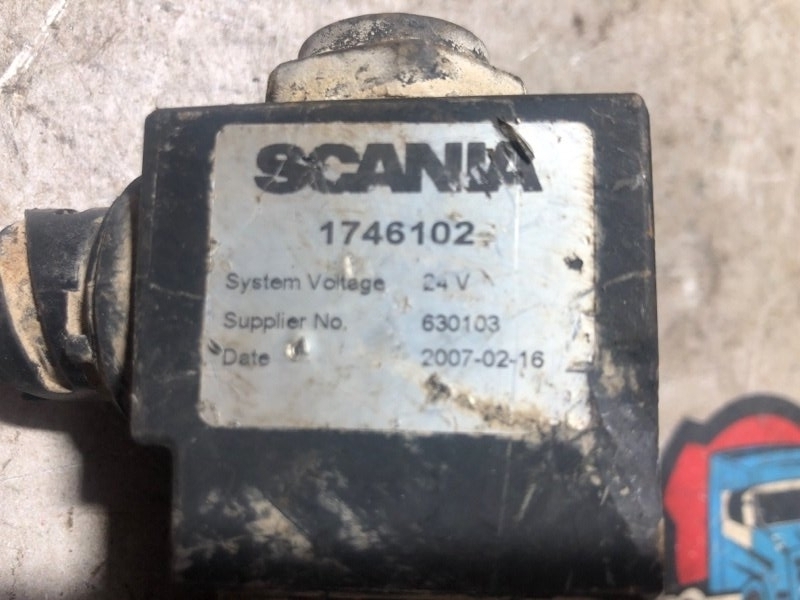 SCANIA
1746102
System Voltage 24 V
Supplier No. 630103
Date 2007-02-16